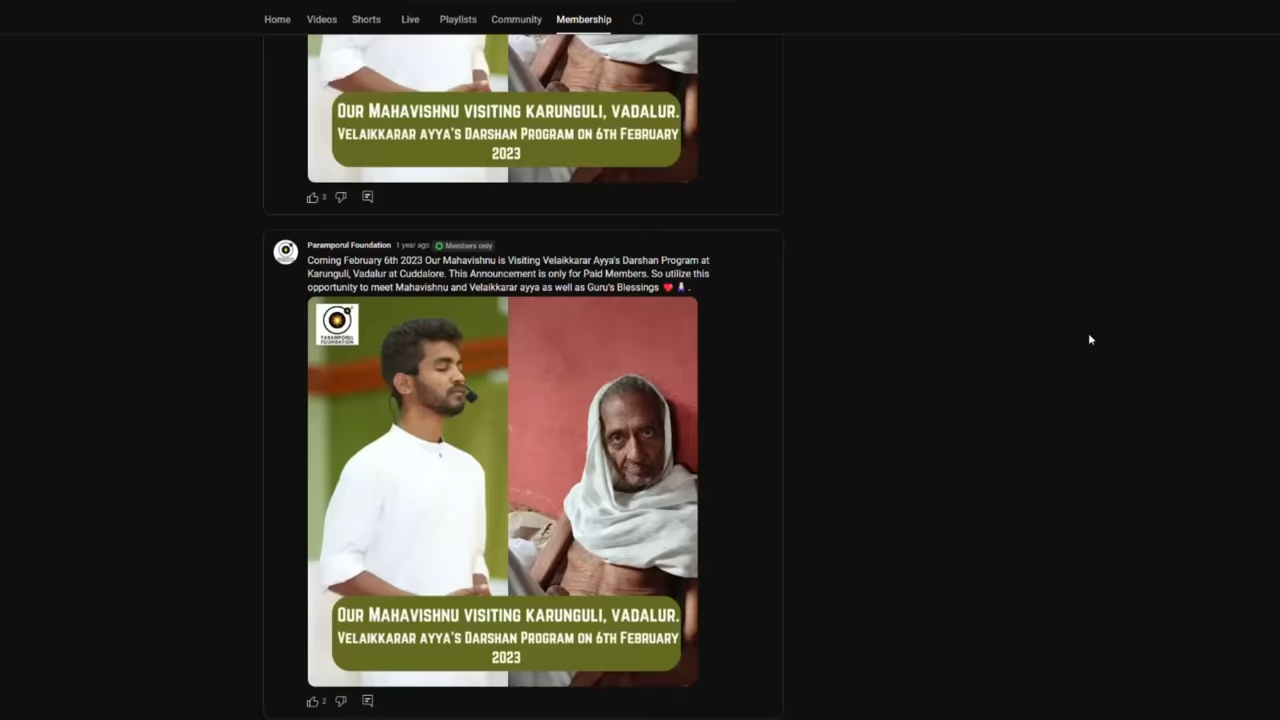 Home Videos Shorts Live Playlists Community Membership
OUR MAHAVISHNU VISITING KARUNGULI, VADALUR.
VELAIKKARAR AYYA'S DARSHAN PROGRAM ON 6TH FEBRUARY
2023
3
Paramporul Foundation 1 year ago Members only
Coming February 6th 2023 Our Mahavishnu is Visiting Velaikkarar Ayya's Darshan Program at
Karunguli, Vadalur at Cuddalore. This Announcement is only for Paid Members. So utilize this
opportunity to meet Mahavishnu and Velaikkarar ayya as well as Guru's Blessings ❤️ .
PARAMPORUL
FOUNDATION
OUR MAHAVISHNU VISITING KARUNGULI, VADALUR.
VELAIKKARAR AYYA'S DARSHAN PROGRAM ON 6TH FEBRUARY
2023
2